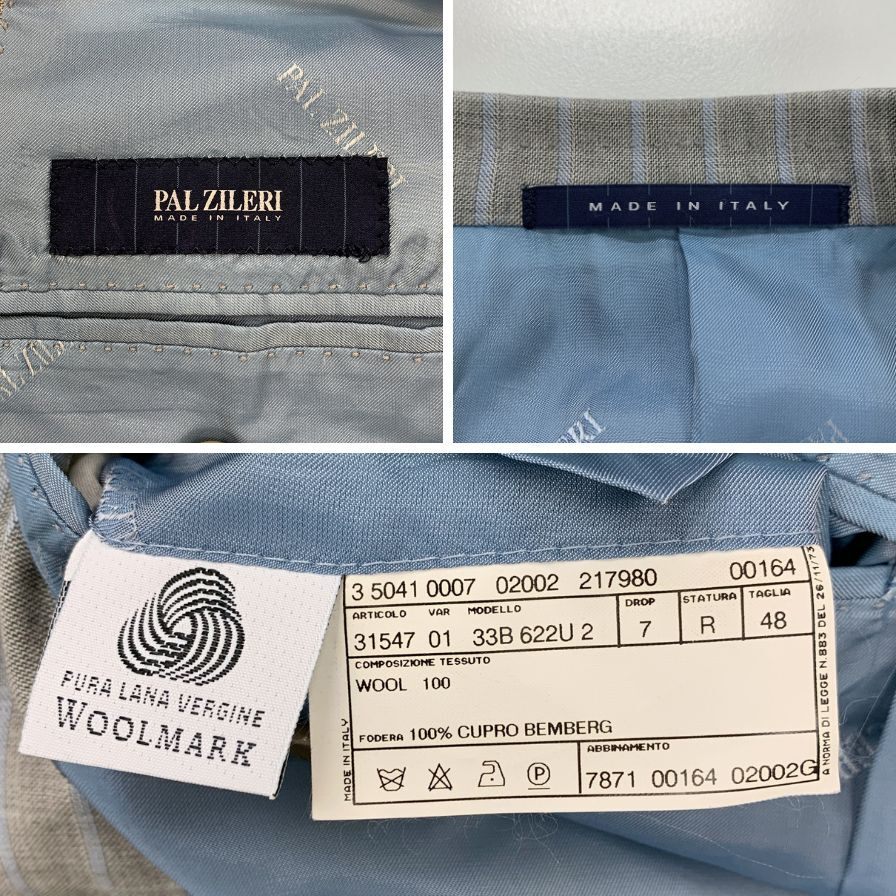 PAL ZILERI
PAL ZILERI
MADE IN ITALY
MADE IN ITALY
PURA LANA VERGINE
WOOLMARK
3 5041 0007 02002 217980 00164
ARTICOLO VAR MODELLO DROP STATURA TAGLIA
31547 01 33B 622U 2 7 R 48
COMPOSIZIONE TESSUTO
WOOL 100
FODERA 100% CUPRO BEMBERG
ABBINAMENTO
7871 00164 02002G
MADE IN ITALY
A NORMA DI LEGGE N.883 DEL 26/11/73